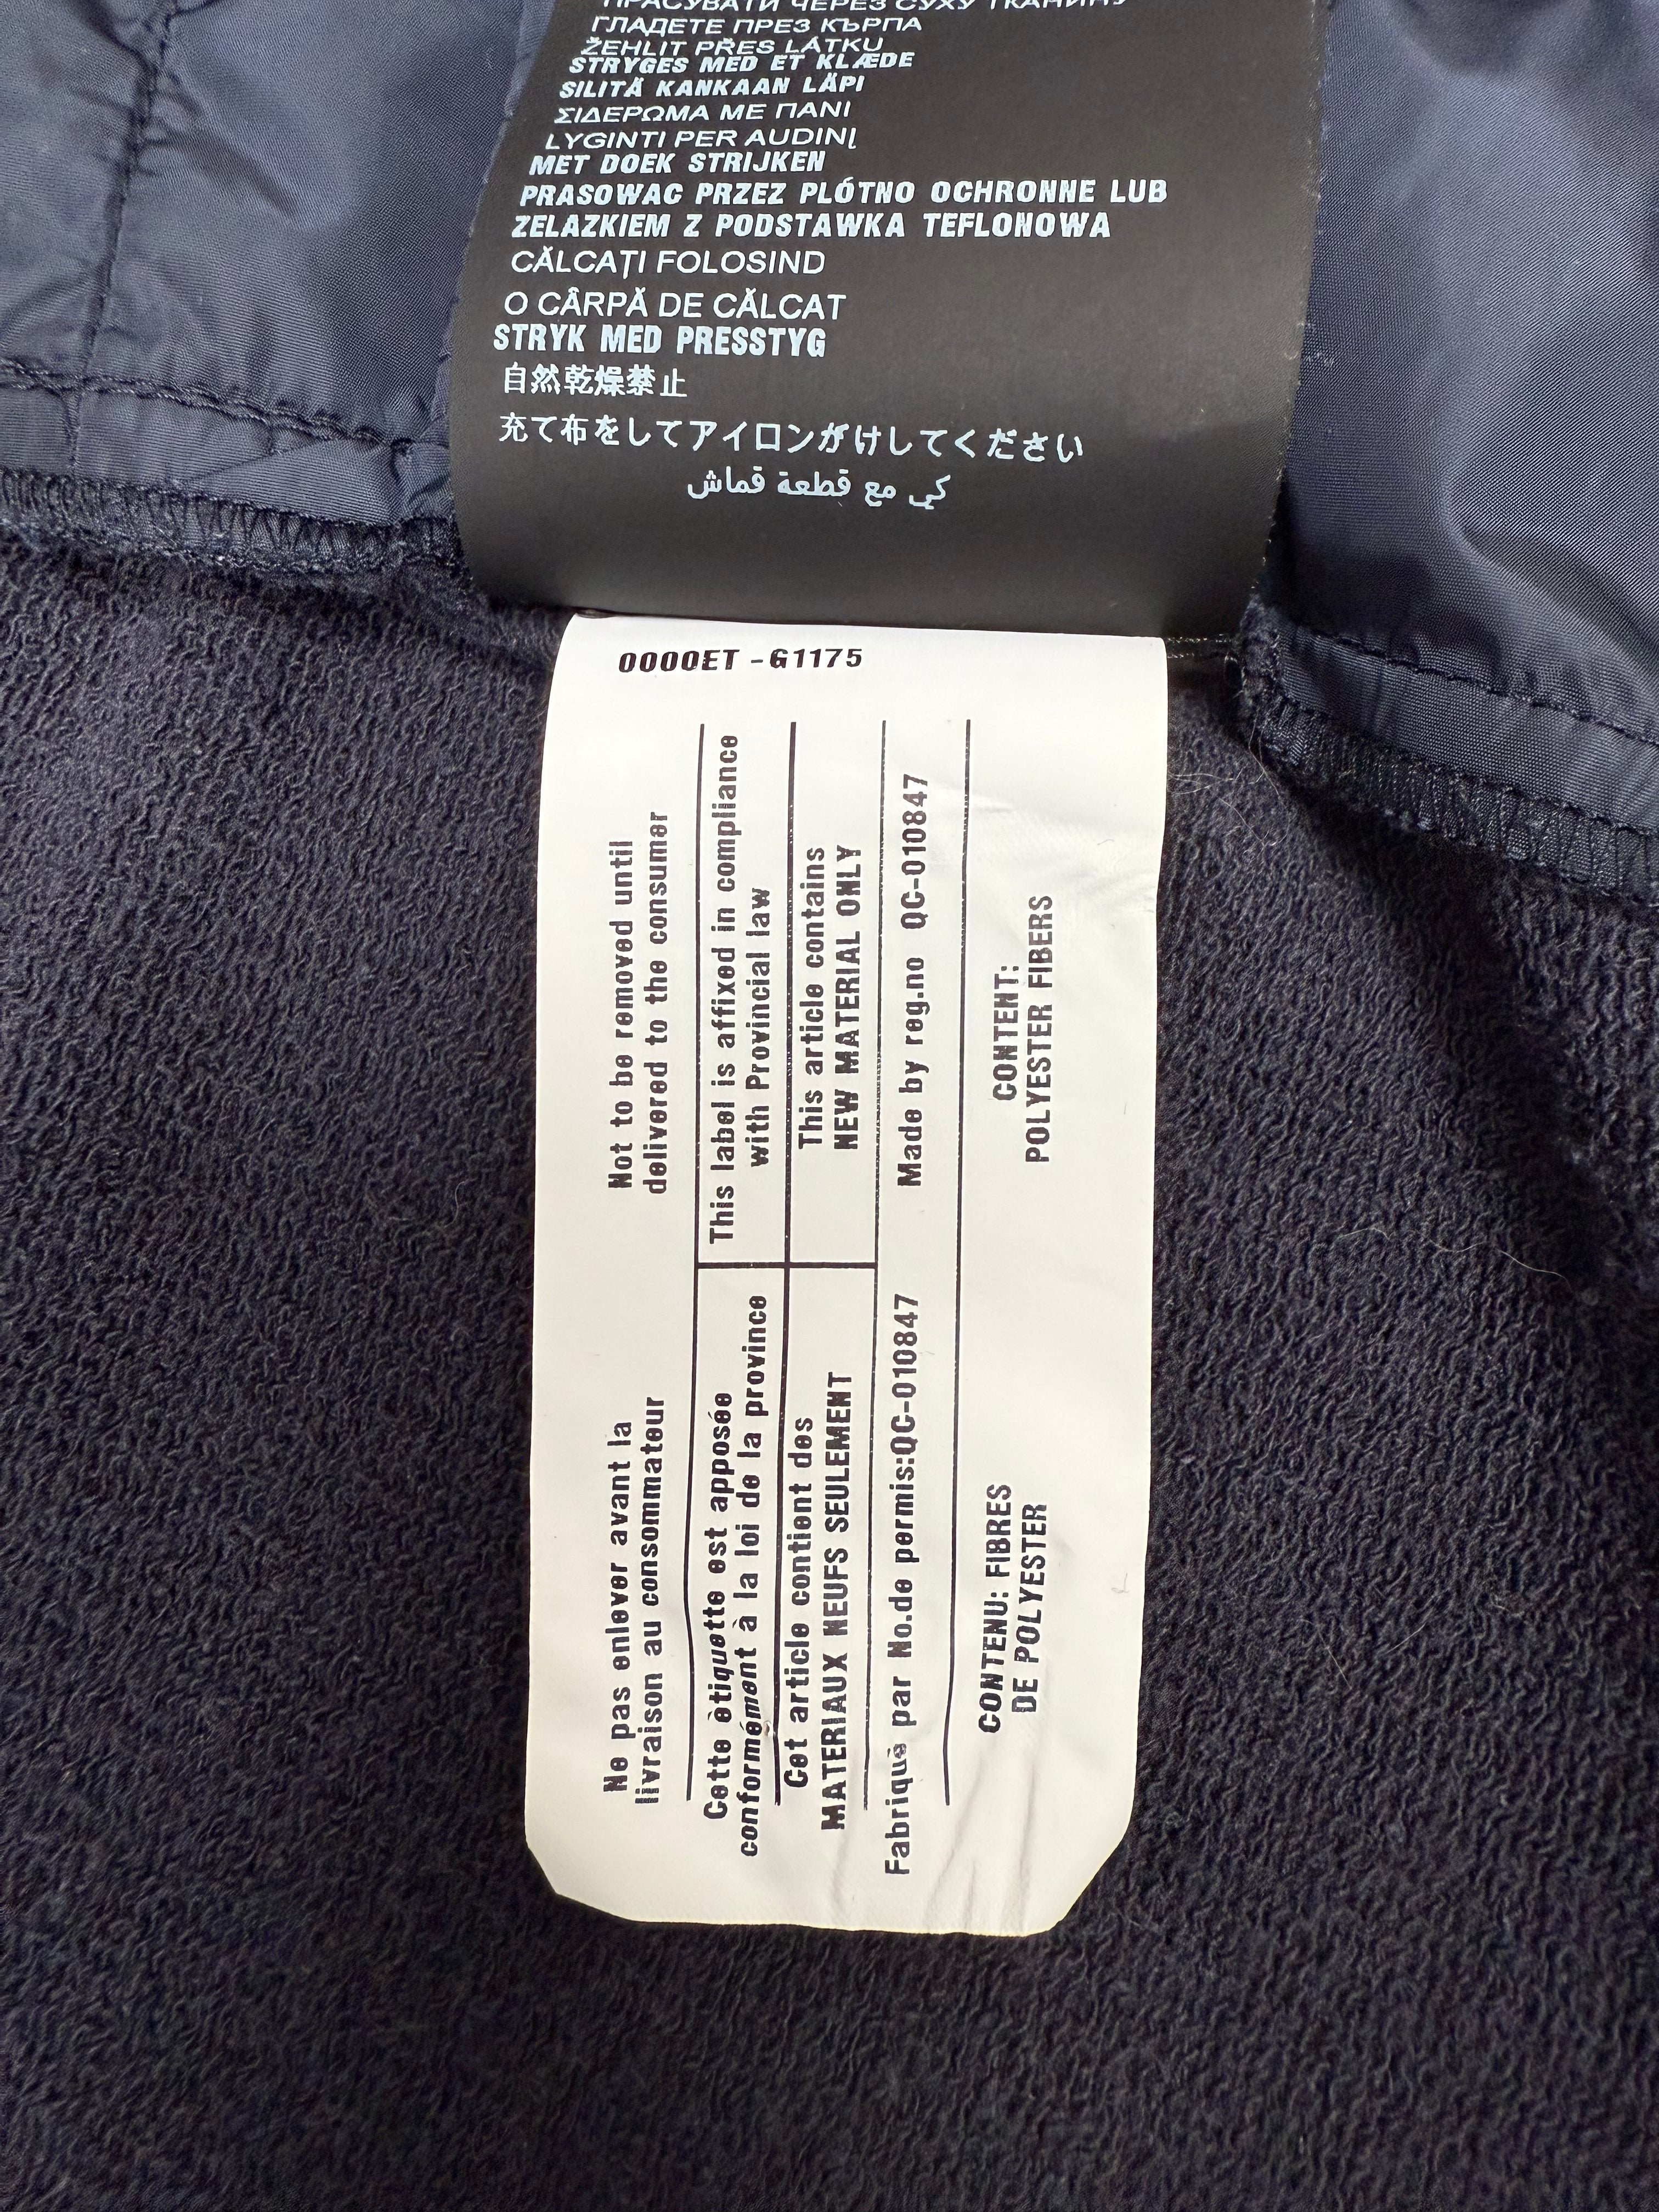 ПРАСУВАТИ ЧЕРЕЗ СУХУ ТКАНИНУ
ГЛАДЕТЕ ПРЕЗ КЪРПА
ŽEHLIT PŘES LÁTKU
STRYGES MED ET KLÆDE
SILITÄ KANKAAN LÄPI
ΣΙΔΕΡΩΜΑ ΜΕ ΠΑΝΙ
LYGINTI PER AUDINĮ
MET DOEK STRIJKEN
PRASOWAC PRZEZ PLÓTNO OCHRONNE LUB
ZELAZKIEM Z PODSTAWKA TEFLONOWA
CĂLCAȚI FOLOSIND
O CÂRPĂ DE CĂLCAT
STRYK MED PRESSTYG
自然乾燥禁止
充て布をしてアイロンがけしてください
كي مع قطعة قماش
0000ET -G1175
Not to be removed until
delivered to the consumer
This label is affixed in compliance
with Provincial law
This article contains
NEW MATERIAL ONLY
Made by reg.no QC-010847
CONTENT:
POLYESTER FIBERS
Ne pas enlever avant la
livraison au consommateur
Cette ètiquette est apposée
conformément à la loi de la province
Cet article contient des
MATERIAUX NEUFS SEULEMENT
Fabriquè par No.de permis:QC-010847
CONTENU: FIBRES
DE POLYESTER